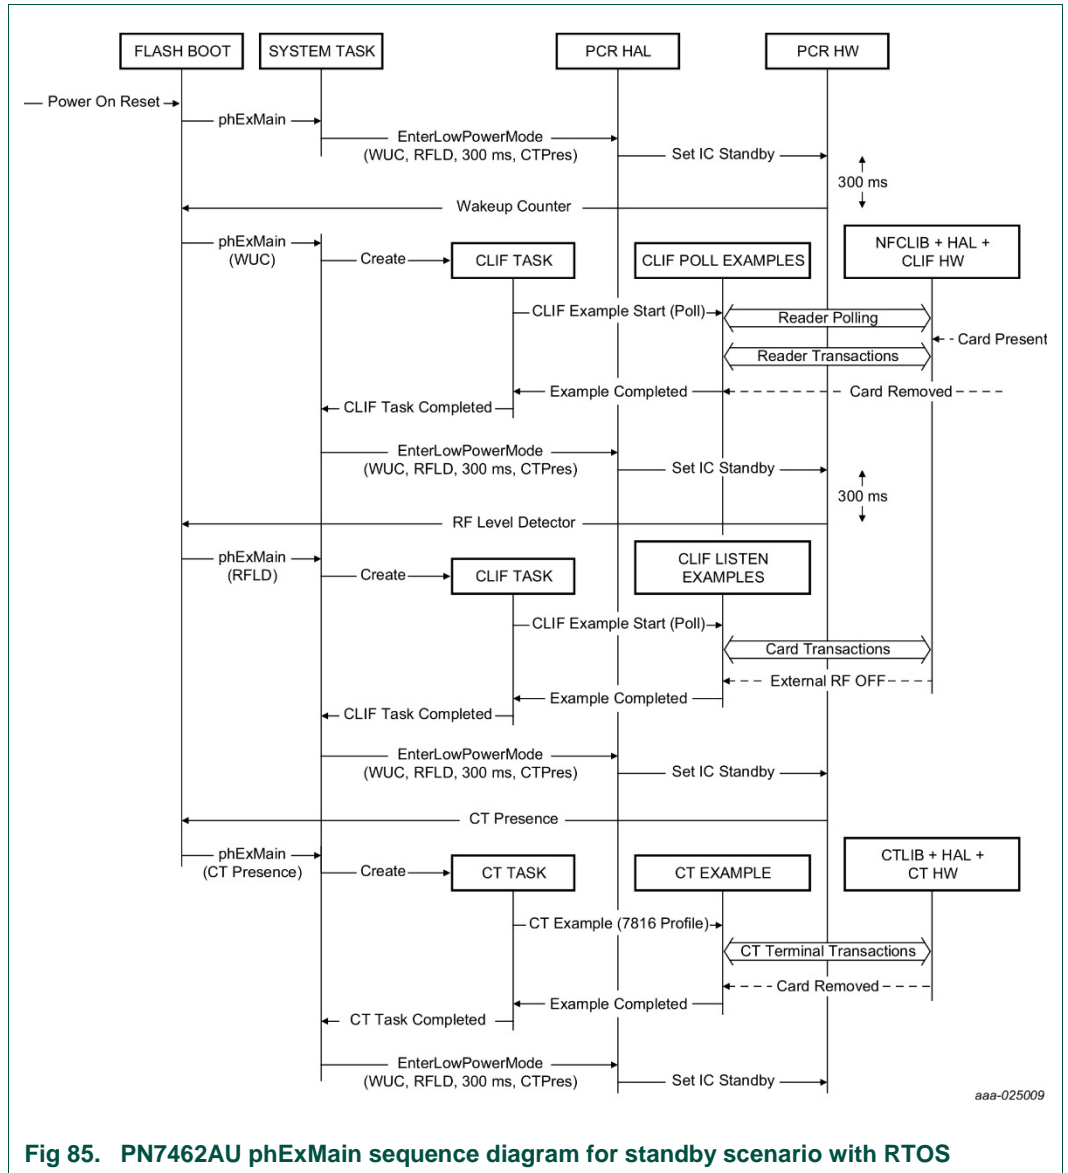 FLASH BOOT
SYSTEM TASK
PCR HAL
PCR HW
Power On Reset
phExMain
EnterLowPowerMode
(WUC, RFLD, 300 ms, CTPres)
Set IC Standby
300 ms
Wakeup Counter
phExMain
(WUC)
Create
CLIF TASK
CLIF POLL EXAMPLES
NFCLIB + HAL +
CLIF HW
CLIF Example Start (Poll)
Reader Polling
Card Present
Reader Transactions
Example Completed
Card Removed
CLIF Task Completed
EnterLowPowerMode
(WUC, RFLD, 300 ms, CTPres)
Set IC Standby
300 ms
RF Level Detector
phExMain
(RFLD)
Create
CLIF TASK
CLIF LISTEN
EXAMPLES
CLIF Example Start (Poll)
Card Transactions
External RF OFF
Example Completed
CLIF Task Completed
EnterLowPowerMode
(WUC, RFLD, 300 ms, CTPres)
Set IC Standby
CT Presence
phExMain
(CT Presence)
Create
CT TASK
CT EXAMPLE
CTLIB + HAL +
CT HW
CT Example (7816 Profile)
CT Terminal Transactions
Card Removed
Example Completed
CT Task Completed
EnterLowPowerMode
(WUC, RFLD, 300 ms, CTPres)
Set IC Standby
aaa-025009
Fig 85. PN7462AU phExMain sequence diagram for standby scenario with RTOS